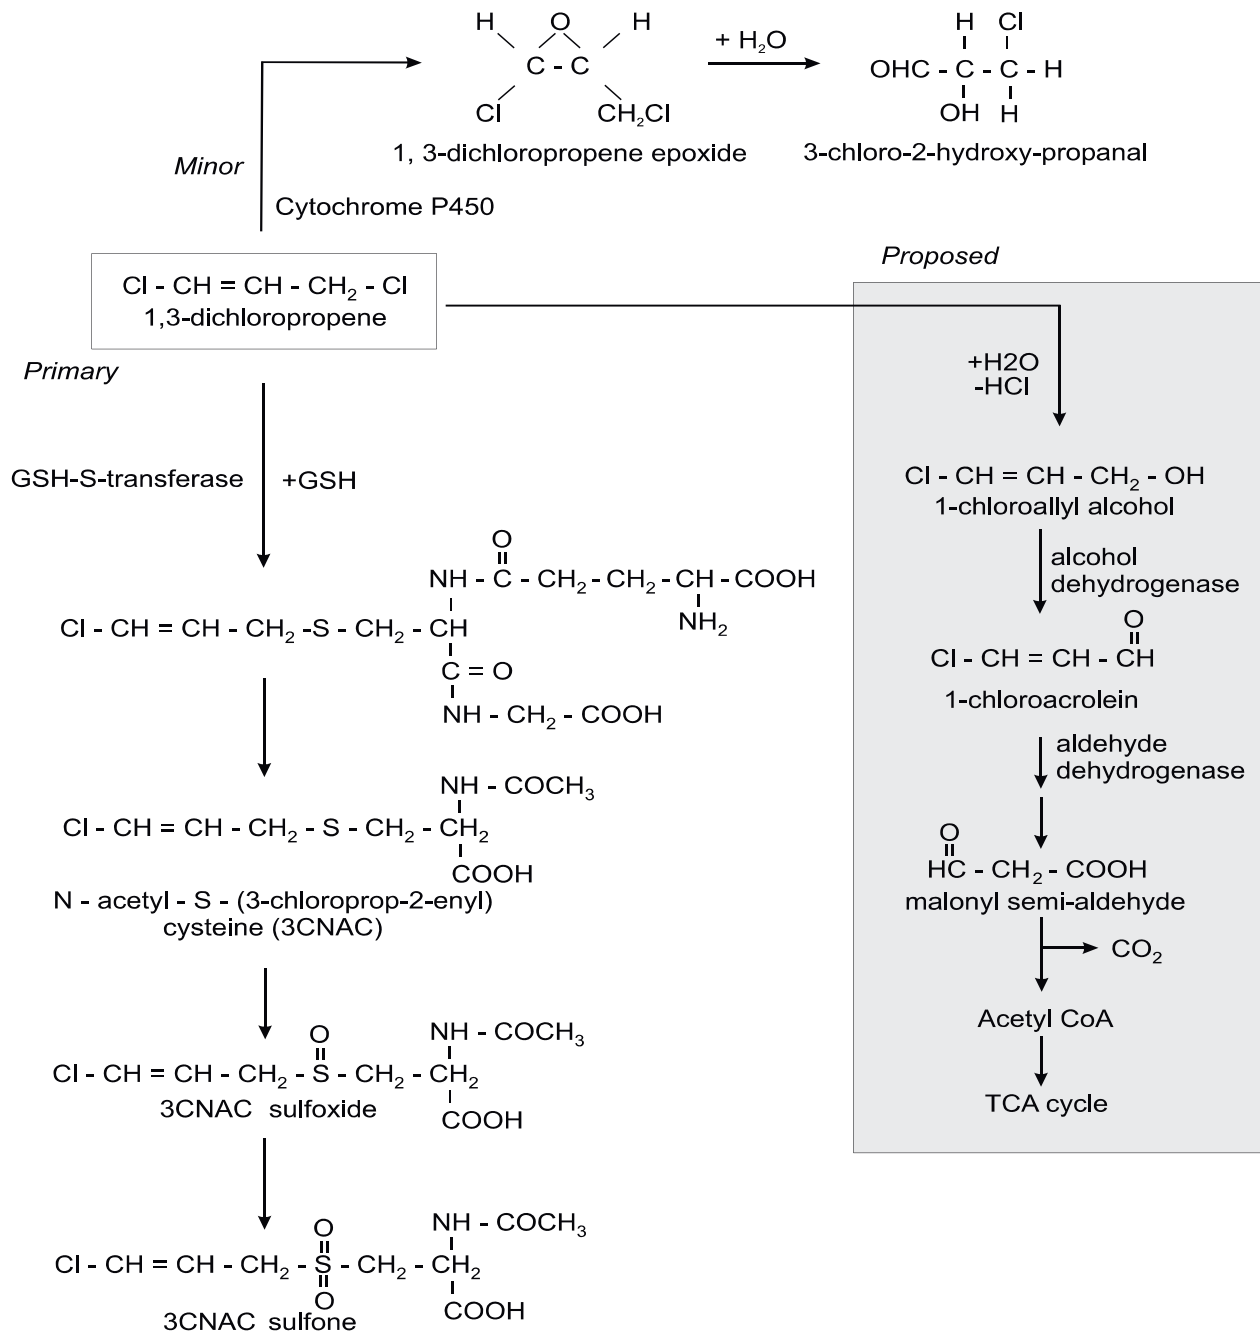 H O H
C - C
Cl CH₂Cl
1, 3-dichloropropene epoxide
+ H₂O
H Cl
OHC - C - C - H
OH H
3-chloro-2-hydroxy-propanal
Minor
Cytochrome P450
Cl - CH = CH - CH₂ - Cl
1,3-dichloropropene
Proposed
Primary
+H2O
-HCl
GSH-S-transferase
+GSH
Cl - CH = CH - CH₂ - OH
1-chloroallyl alcohol
alcohol
dehydrogenase
O
Cl - CH = CH - CH
1-chloroacrolein
aldehyde
dehydrogenase
O
HC - CH₂ - COOH
malonyl semi-aldehyde
CO₂
Acetyl CoA
TCA cycle
O
NH - C - CH₂ - CH₂ - CH - COOH
NH₂
Cl - CH = CH - CH₂ -S - CH₂ - CH
C = O
NH - CH₂ - COOH
NH - COCH₃
Cl - CH = CH - CH₂ - S - CH₂ - CH₂
COOH
N - acetyl - S - (3-chloroprop-2-enyl)
cysteine (3CNAC)
O NH - COCH₃
Cl - CH = CH - CH₂ - S - CH₂ - CH₂
COOH
3CNAC sulfoxide
O NH - COCH₃
Cl - CH = CH - CH₂ - S - CH₂ - CH₂
O COOH
3CNAC sulfone